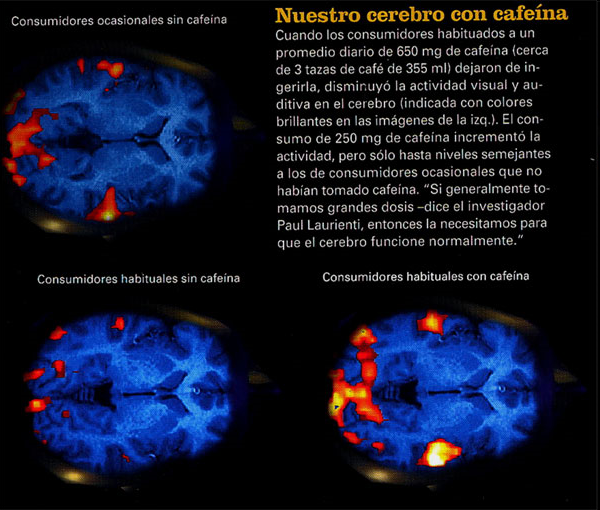 Consumidores ocasionales sin cafeína
Nuestro cerebro con cafeína
Cuando los consumidores habituados a un
promedio diario de 650 mg de cafeína (cerca
de 3 tazas de café de 355 ml) dejaron de in-
gerirla, disminuyó la actividad visual y au-
ditiva en el cerebro (indicada con colores
brillantes en las imágenes de la izq.). El con-
sumo de 250 mg de cafeína incrementó la
actividad, pero sólo hasta niveles semejantes
a los de consumidores ocasionales que no
habían tomado cafeína. “Si generalmente to-
mamos grandes dosis –dice el investigador
Paul Laurienti, entonces la necesitamos para
que el cerebro funcione normalmente.”
Consumidores habituales sin cafeína
Consumidores habituales con cafeína